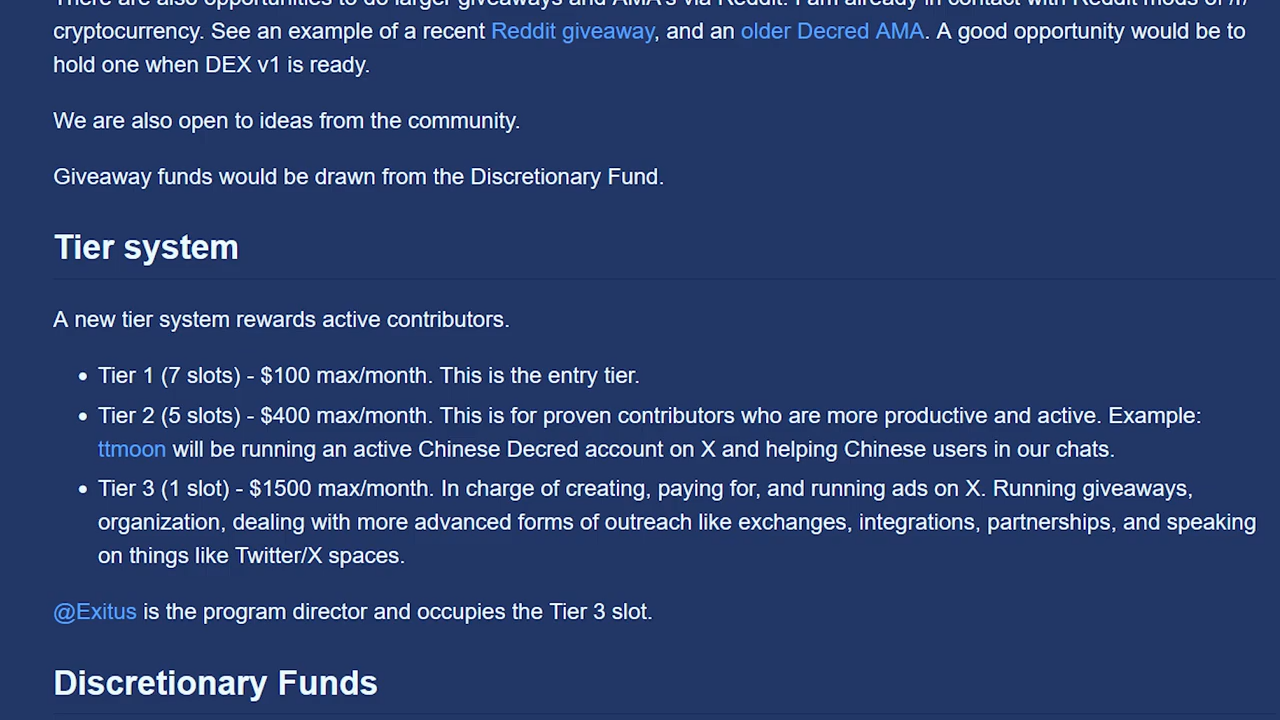 There are also opportunities to do larger giveaways and AMA's via Reddit. I am already in contact with Reddit mods of /r/
cryptocurrency. See an example of a recent Reddit giveaway, and an older Decred AMA. A good opportunity would be to
hold one when DEX v1 is ready.
We are also open to ideas from the community.
Giveaway funds would be drawn from the Discretionary Fund.
Tier system
A new tier system rewards active contributors.
• Tier 1 (7 slots) - $100 max/month. This is the entry tier.
• Tier 2 (5 slots) - $400 max/month. This is for proven contributors who are more productive and active. Example:
ttmoon will be running an active Chinese Decred account on X and helping Chinese users in our chats.
• Tier 3 (1 slot) - $1500 max/month. In charge of creating, paying for, and running ads on X. Running giveaways,
organization, dealing with more advanced forms of outreach like exchanges, integrations, partnerships, and speaking
on things like Twitter/X spaces.
@Exitus is the program director and occupies the Tier 3 slot.
Discretionary Funds